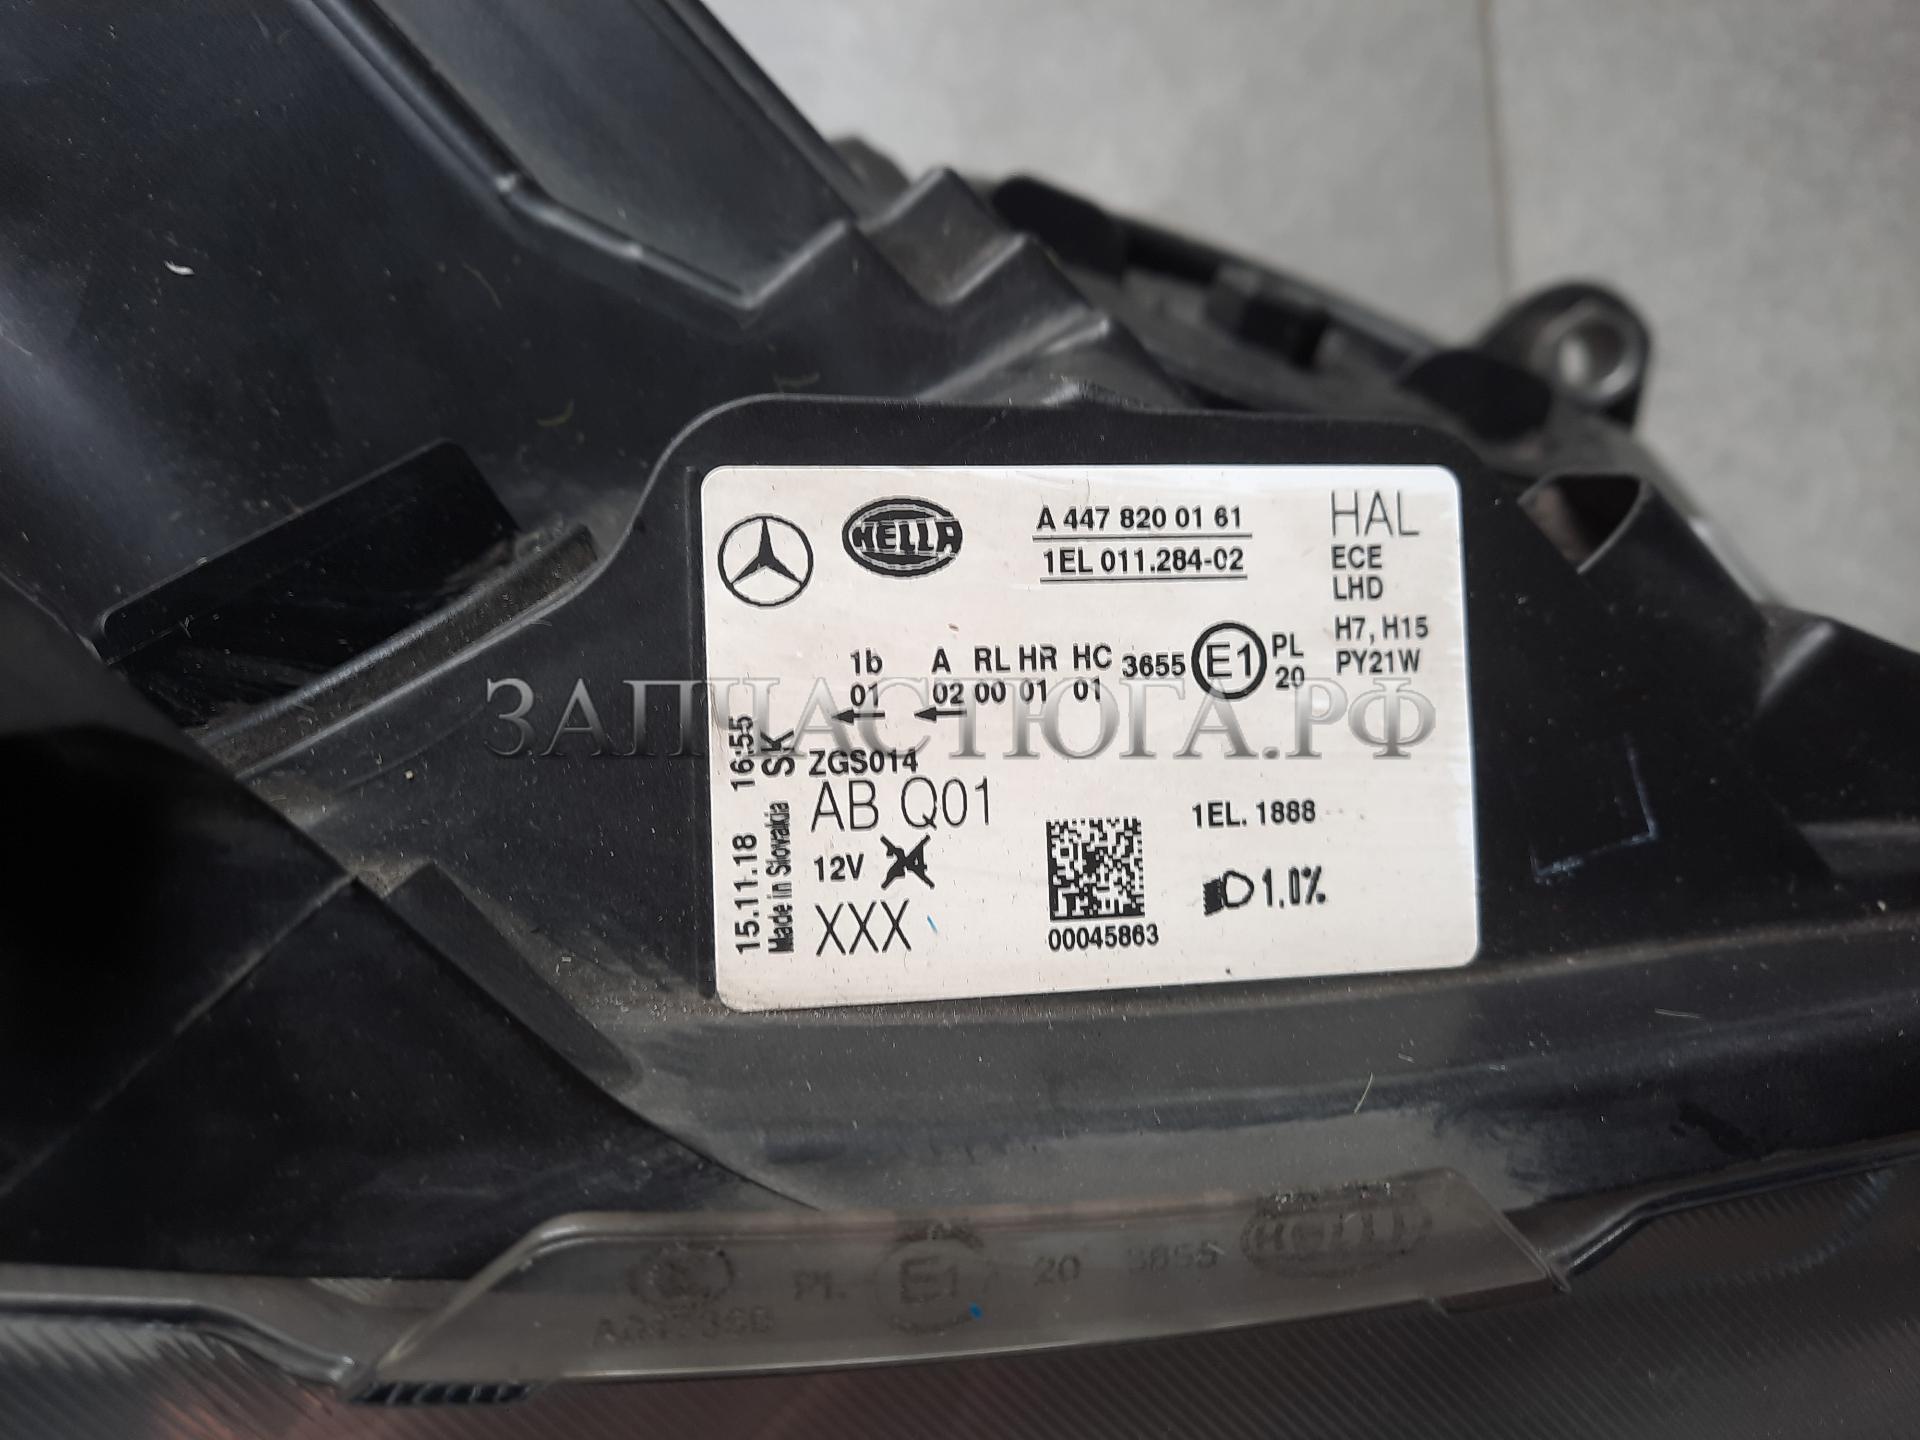 HELLA
A 447 820 01 61
1EL 011.284-02
HAL
ECE
LHD
H7, H15
PY21W
1b A RL HR HC 3655 E1 PL
01 02 00 01 01 20
ЗАПЧАСТЮГА.РФ
15.11.18 16:55
Made in Slovakia SK
ZGS014
AB Q01
12V
XXX
00045863
1EL. 1888
1.0%
PL E1 20 3655 HELLA